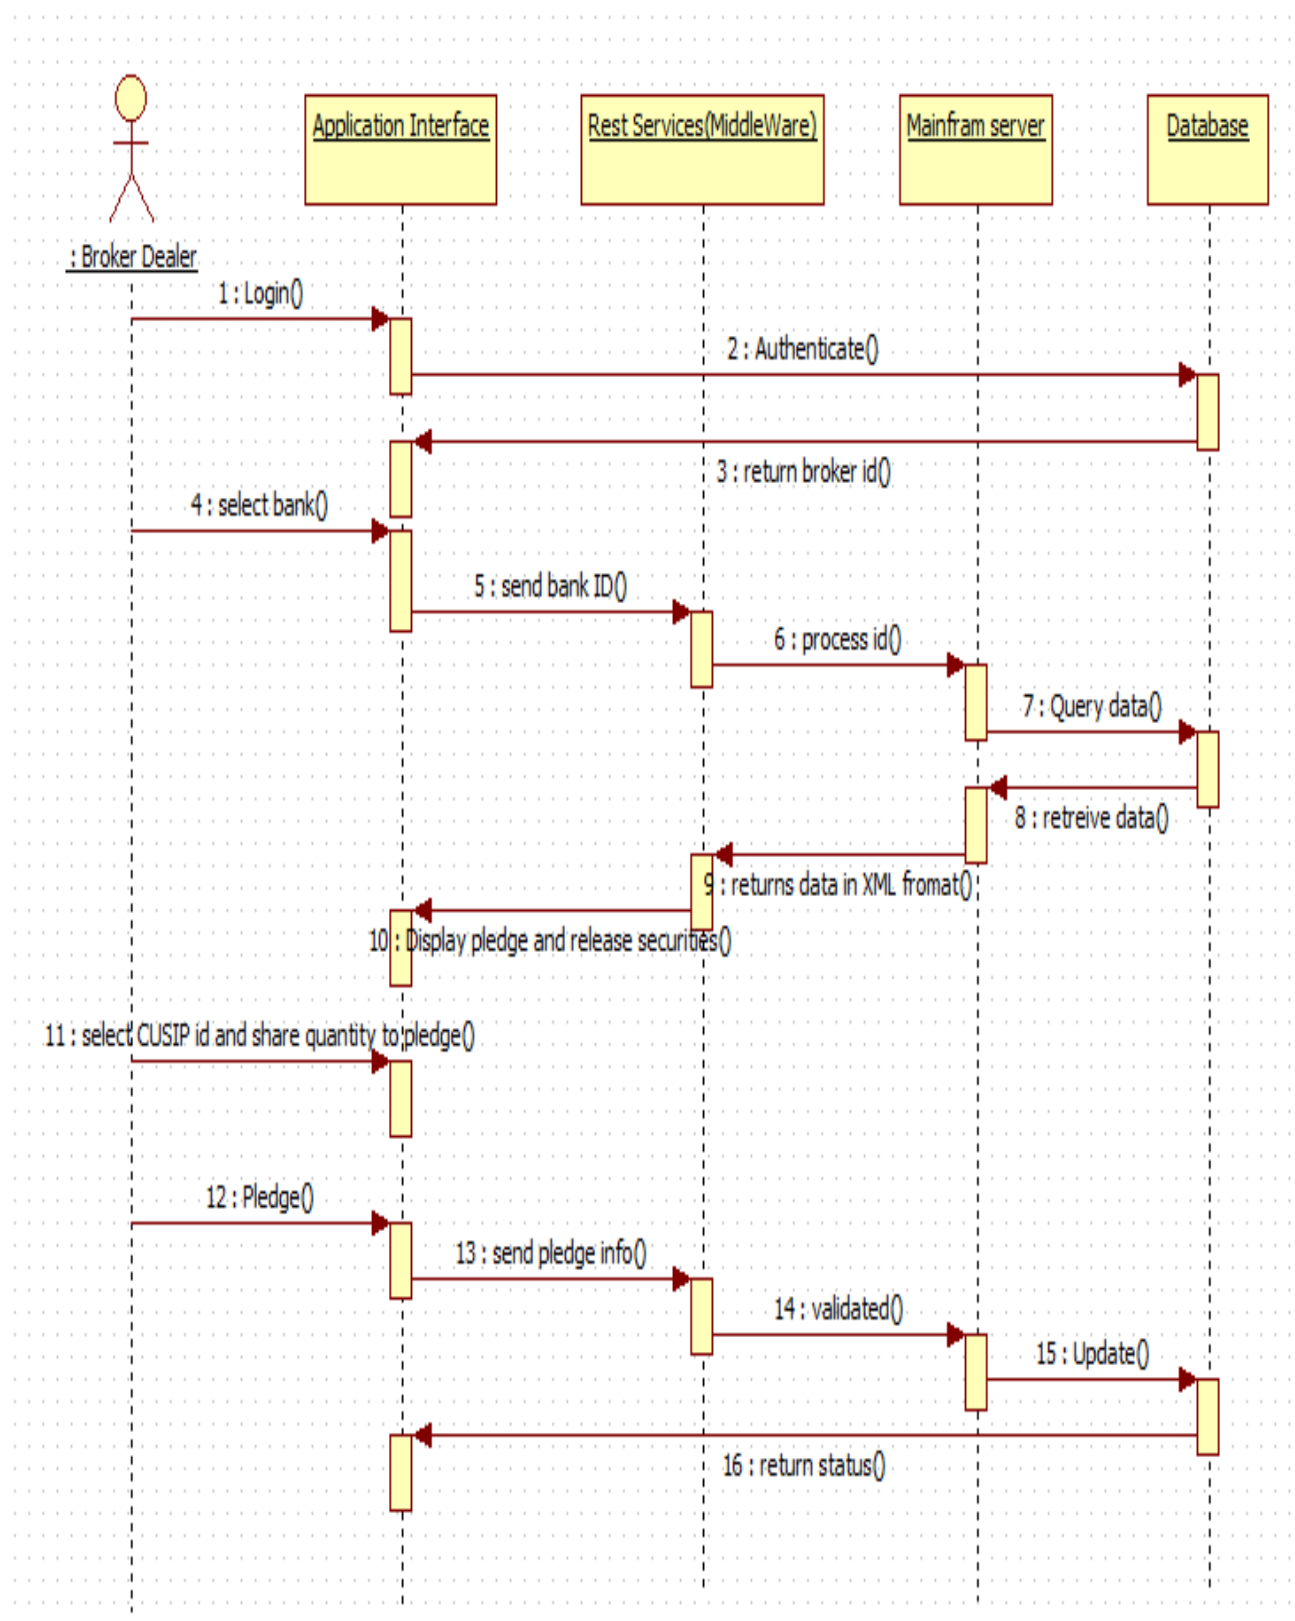 Application Interface
Rest Services(MiddleWare)
Mainfram server
Database
: Broker Dealer
1 : Login()
2 : Authenticate()
3 : return broker id()
4 : select bank()
5 : send bank ID()
6 : process id()
7 : Query data()
8 : retreive data()
9 : returns data in XML fromat()
10 : Display pledge and release securities()
11 : select CUSIP id and share quantity to pledge()
12 : Pledge()
13 : send pledge info()
14 : validated()
15 : Update()
16 : return status()